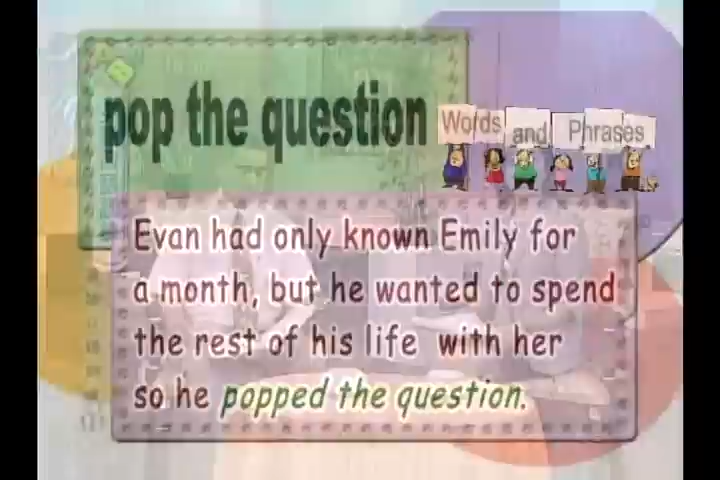 pop the question
Words and Phrases
Evan had only known Emily for
a month, but he wanted to spend
the rest of his life with her
so he popped the question.